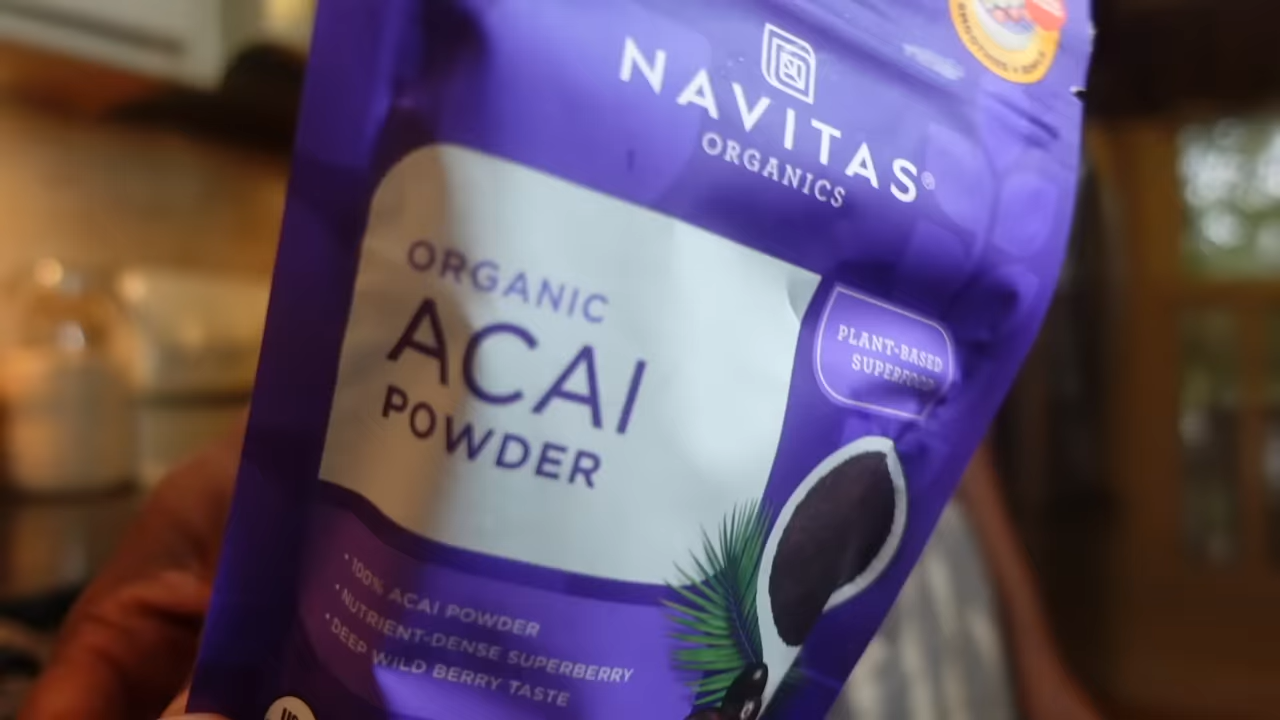 NAVITAS®
ORGANICS
ORGANIC
ACAI
POWDER
PLANT-BASED
SUPERFOOD
• 100% ACAI POWDER
• NUTRIENT-DENSE SUPERBERRY
• DEEP WILD BERRY TASTE